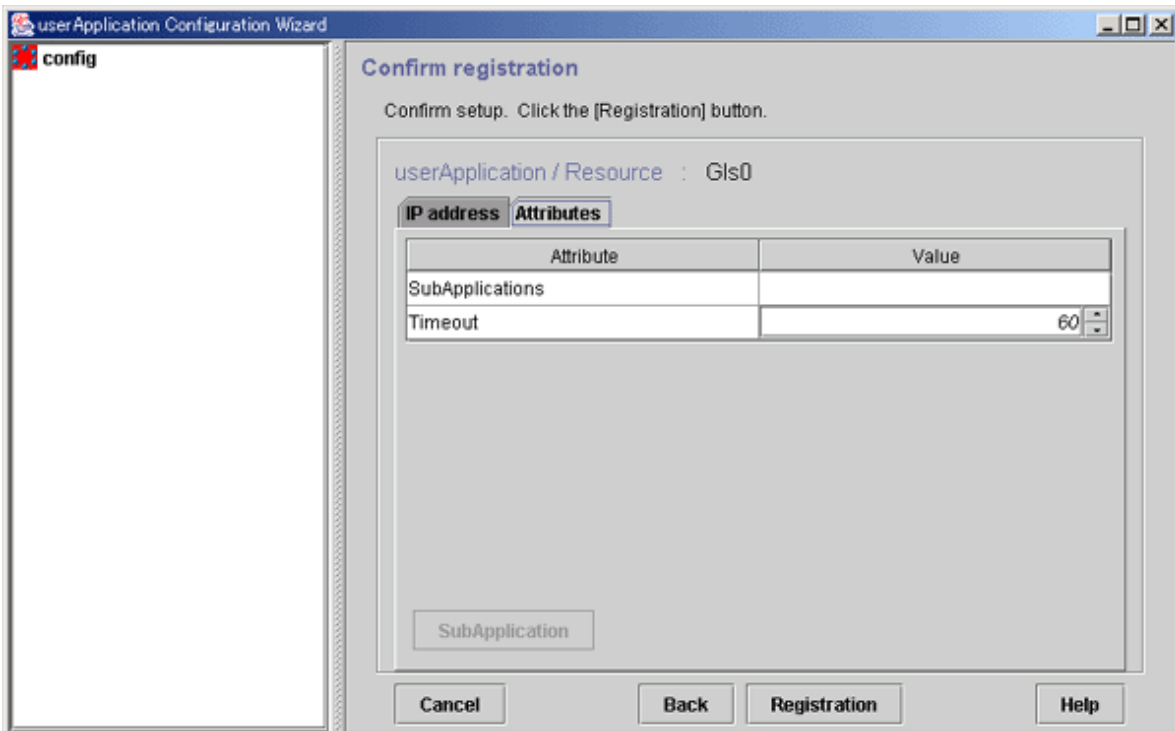 userApplication Configuration Wizard
config
Confirm registration
Confirm setup. Click the [Registration] button.
userApplication / Resource : Gls0
IP address Attributes
Attribute Value
SubApplications
Timeout 60
SubApplication
Cancel Back Registration Help